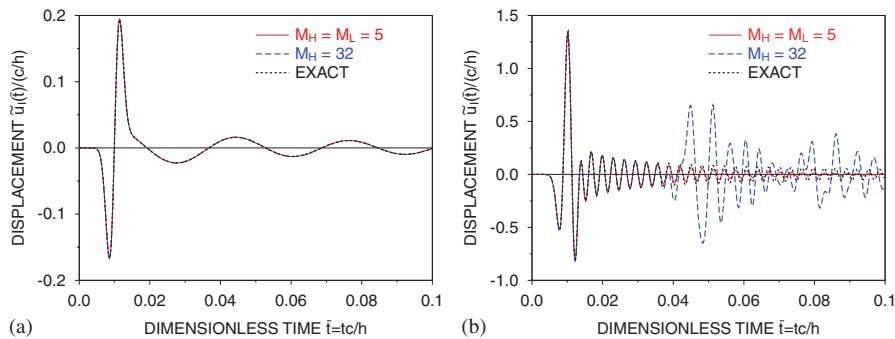 M_H = M_L = 5
M_H = 32
EXACT
DISPLACEMENT ũ_i(t̄)/(c/h)
0.2
0.1
0.0
-0.1
-0.2
0.0 0.02 0.04 0.06 0.08 0.1
DIMENSIONLESS TIME t̄=tc/h
(a)
M_H = M_L = 5
M_H = 32
EXACT
DISPLACEMENT ũ_i(t̄)/(c/h)
1.5
1.0
0.5
0.0
-0.5
-1.0
0.0 0.02 0.04 0.06 0.08 0.1
DIMENSIONLESS TIME t̄=tc/h
(b)